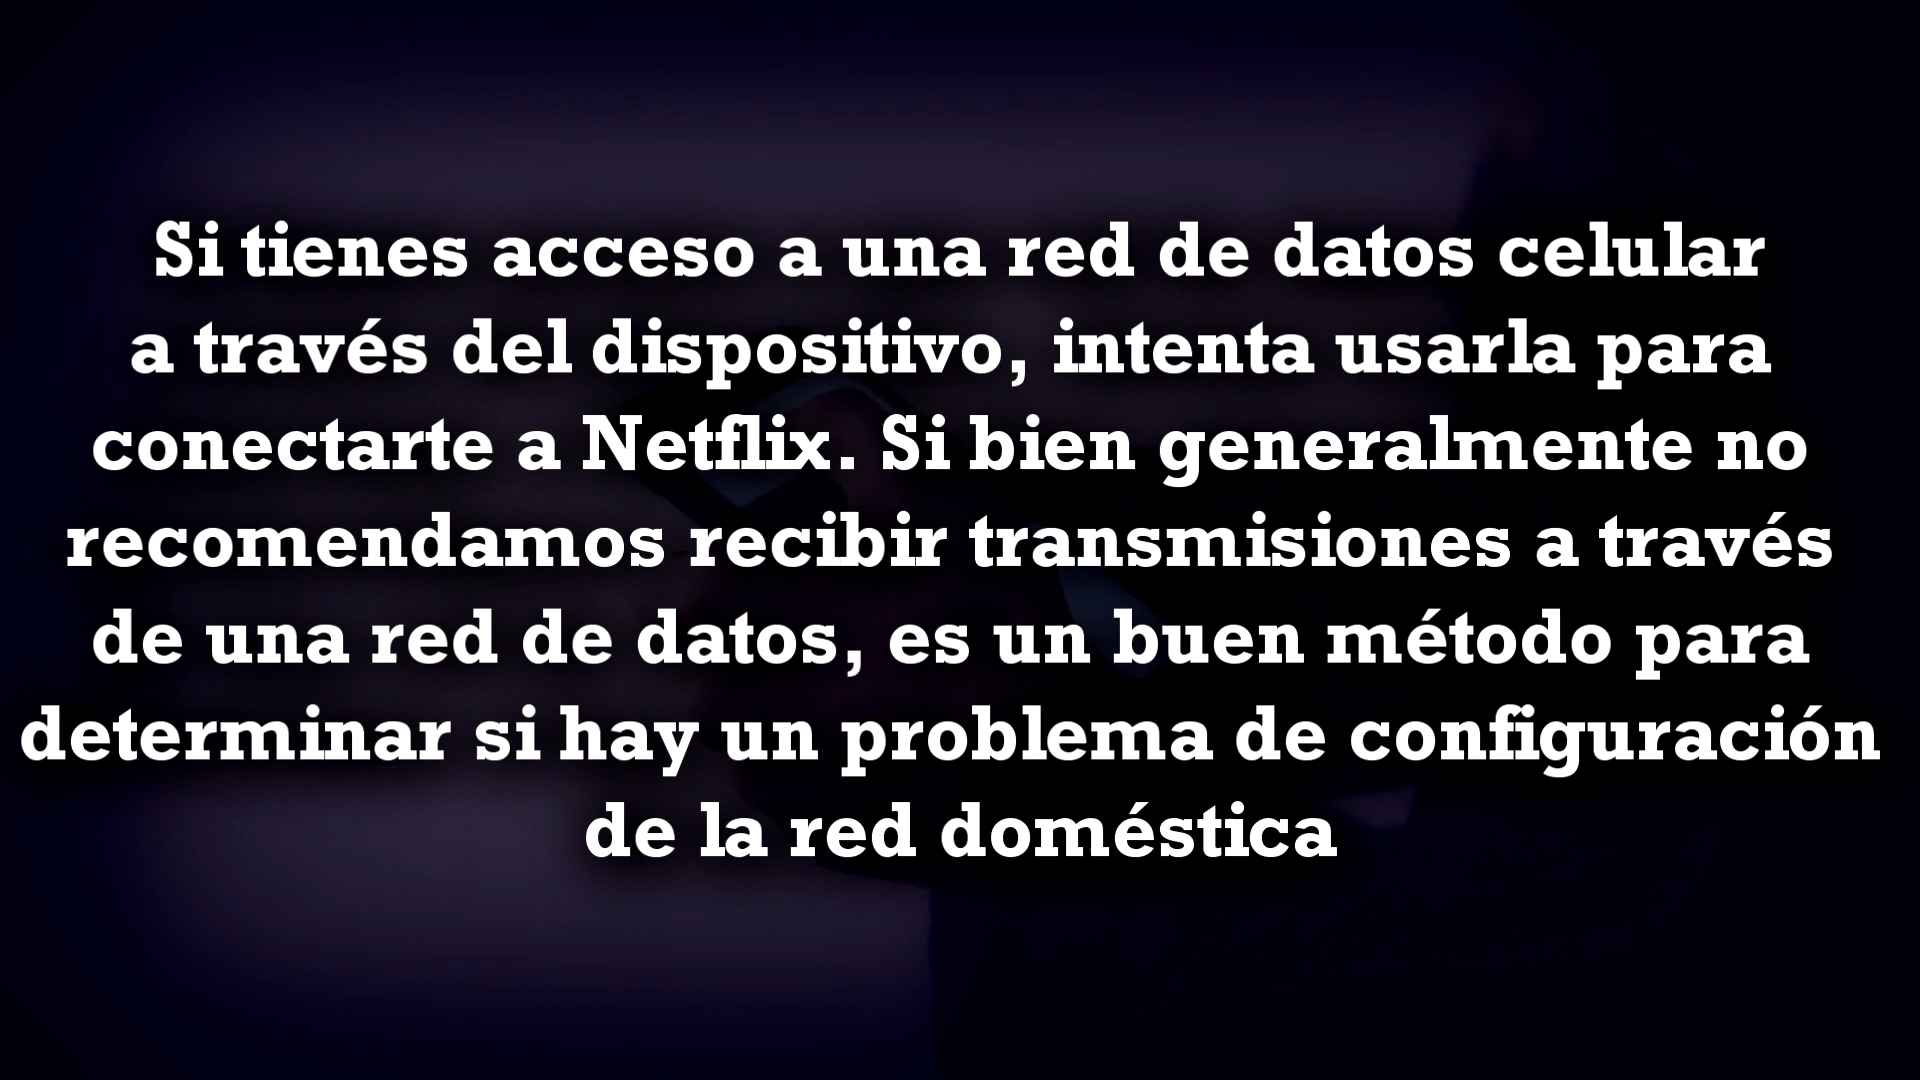 Si tienes acceso a una red de datos celular
a través del dispositivo, intenta usarla para
conectarte a Netflix. Si bien generalmente no
recomendamos recibir transmisiones a través
de una red de datos, es un buen método para
determinar si hay un problema de configuración
de la red doméstica